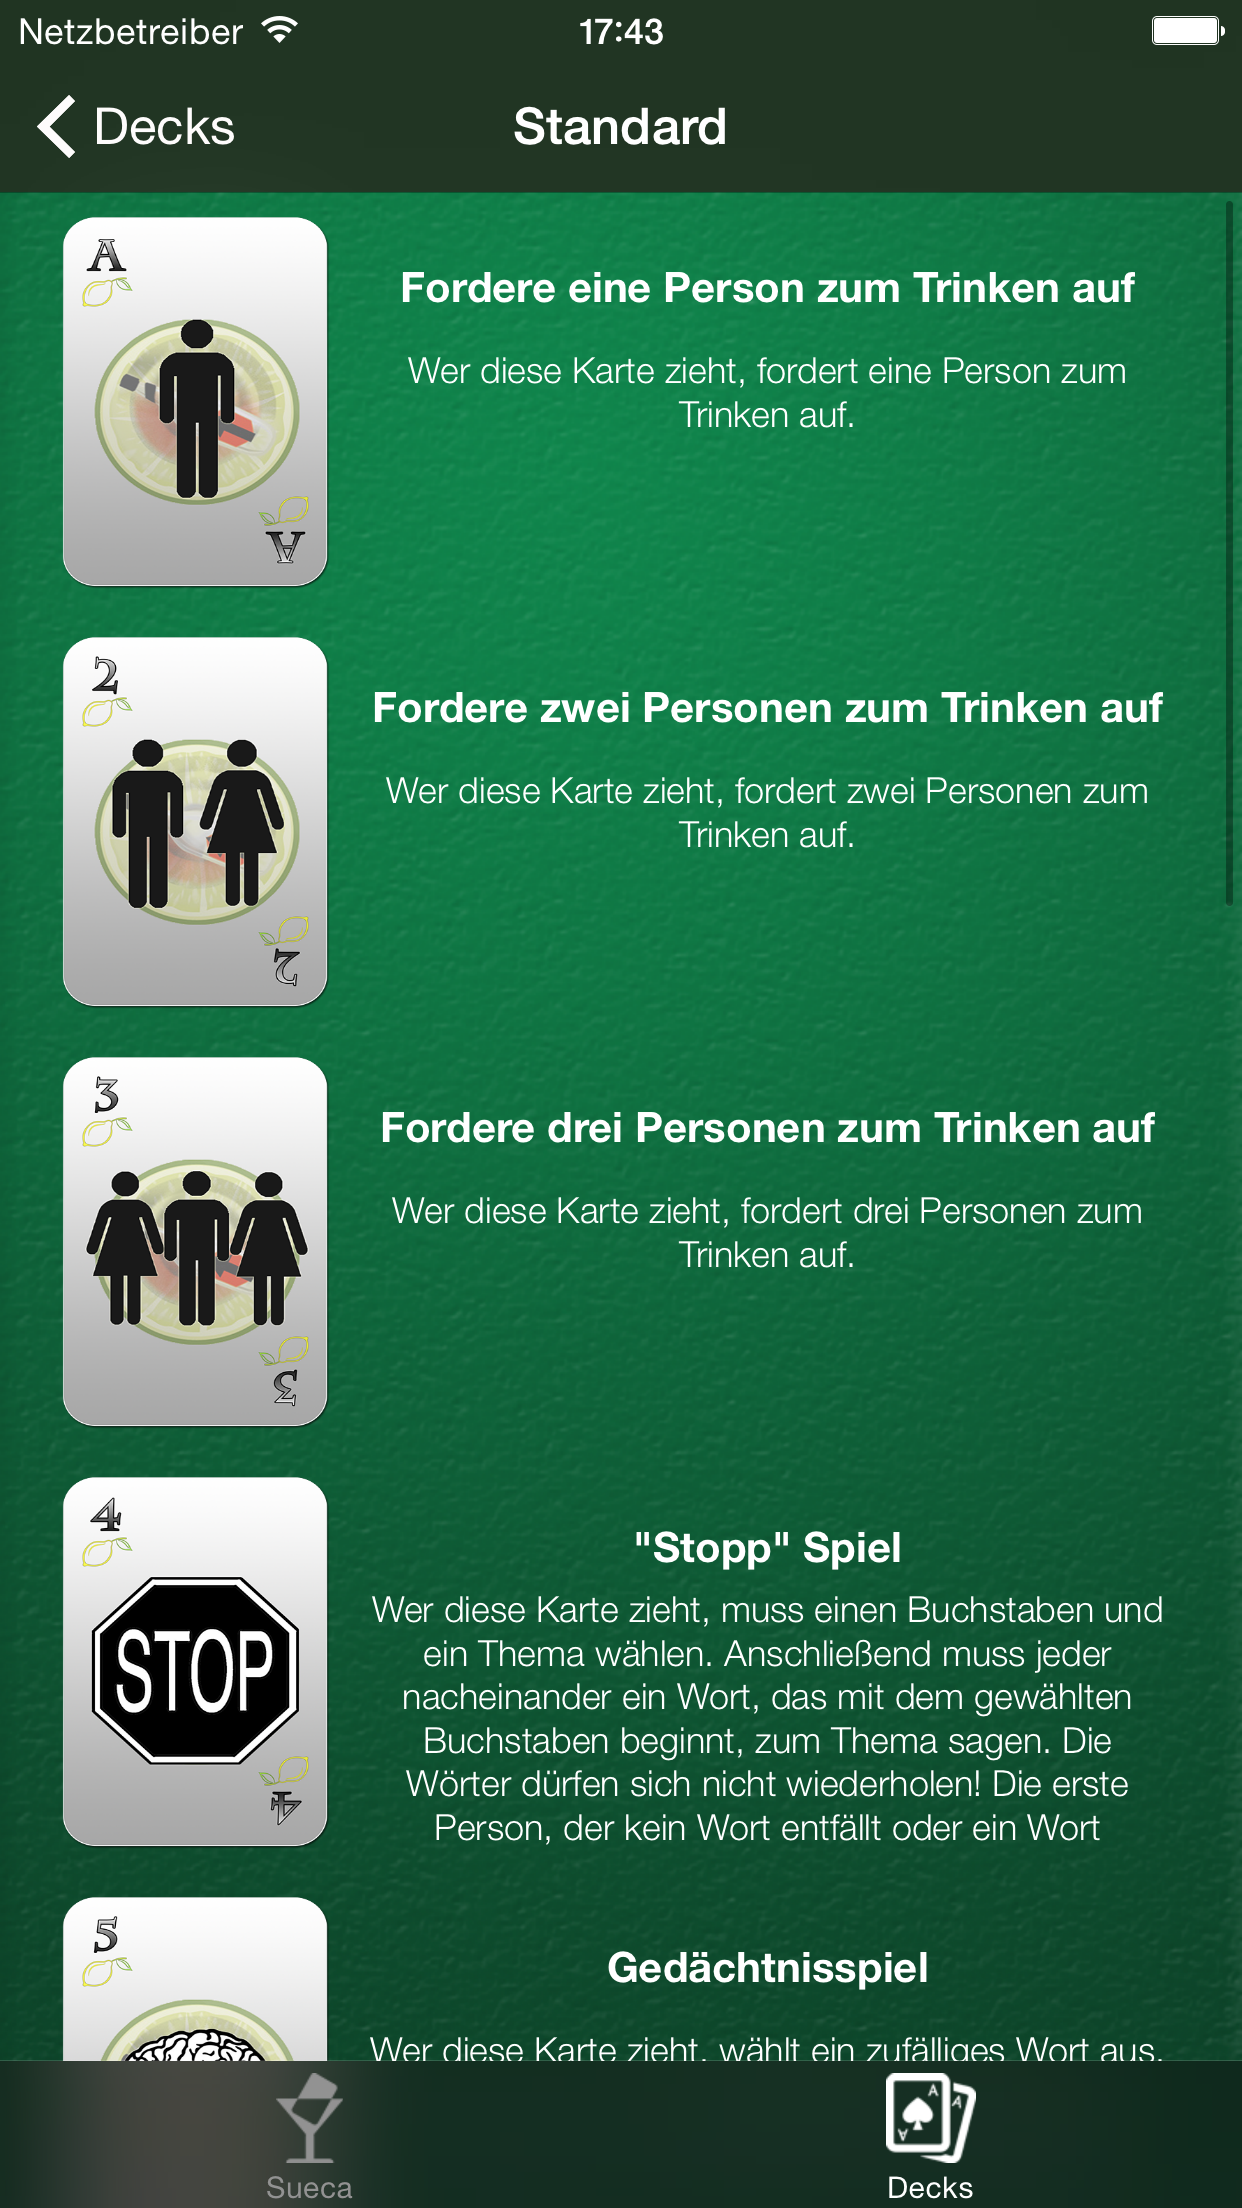 Netzbetreiber 17:43
Decks Standard
A
Fordere eine Person zum Trinken auf
Wer diese Karte zieht, fordert eine Person zum
Trinken auf.
A
2
Fordere zwei Personen zum Trinken auf
Wer diese Karte zieht, fordert zwei Personen zum
Trinken auf.
2
3
Fordere drei Personen zum Trinken auf
Wer diese Karte zieht, fordert drei Personen zum
Trinken auf.
3
4
STOP
4
"Stopp" Spiel
Wer diese Karte zieht, muss einen Buchstaben und
ein Thema wählen. Anschließend muss jeder
nacheinander ein Wort, das mit dem gewählten
Buchstaben beginnt, zum Thema sagen. Die
Wörter dürfen sich nicht wiederholen! Die erste
Person, der kein Wort entfällt oder ein Wort
5
Gedächtnisspiel
Wer diese Karte zieht, wählt ein zufälliges Wort aus.
A
A
A
Sueca Decks